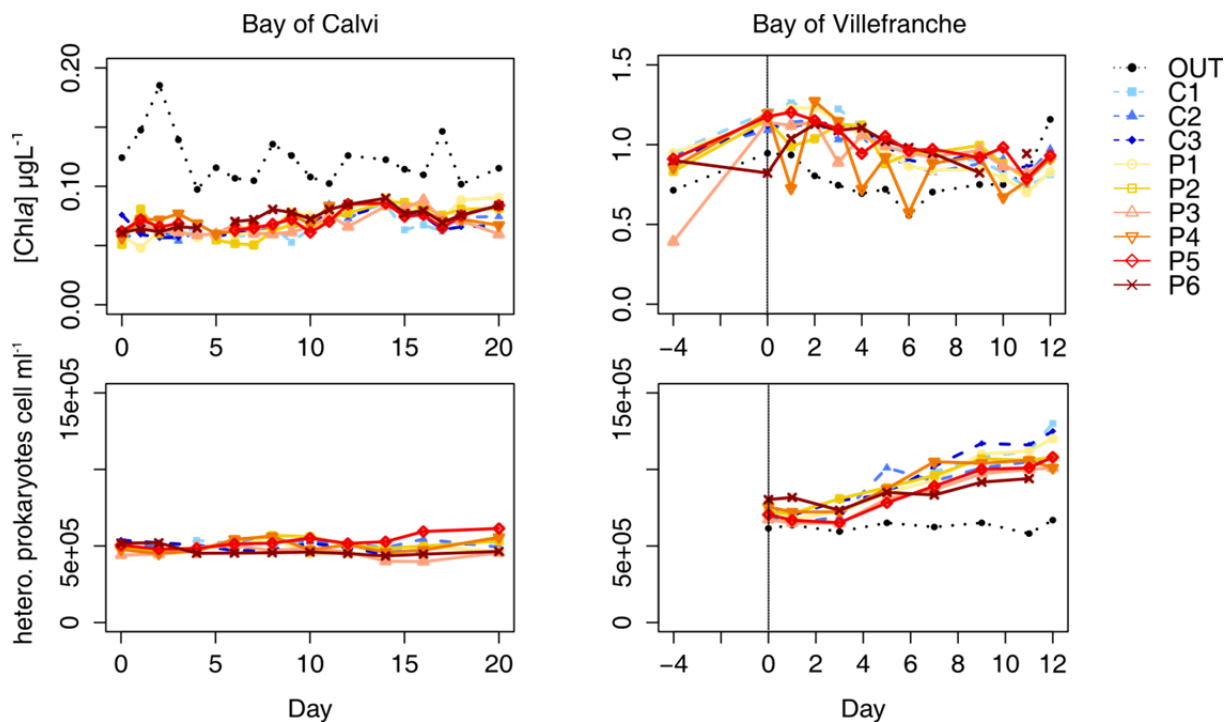 Bay of Calvi
Bay of Villefranche
[Chla] µgL-1
0.00 0.10 0.20
0 5 10 15 20
0.0 0.5 1.0 1.5
−4 0 2 4 6 8 10 12
OUT
C1
C2
C3
P1
P2
P3
P4
P5
P6
hetero. prokaryotes cell ml-1
0 5e+05 15e+05
0 5 10 15 20
Day
0 5e+05 15e+05
−4 0 2 4 6 8 10 12
Day